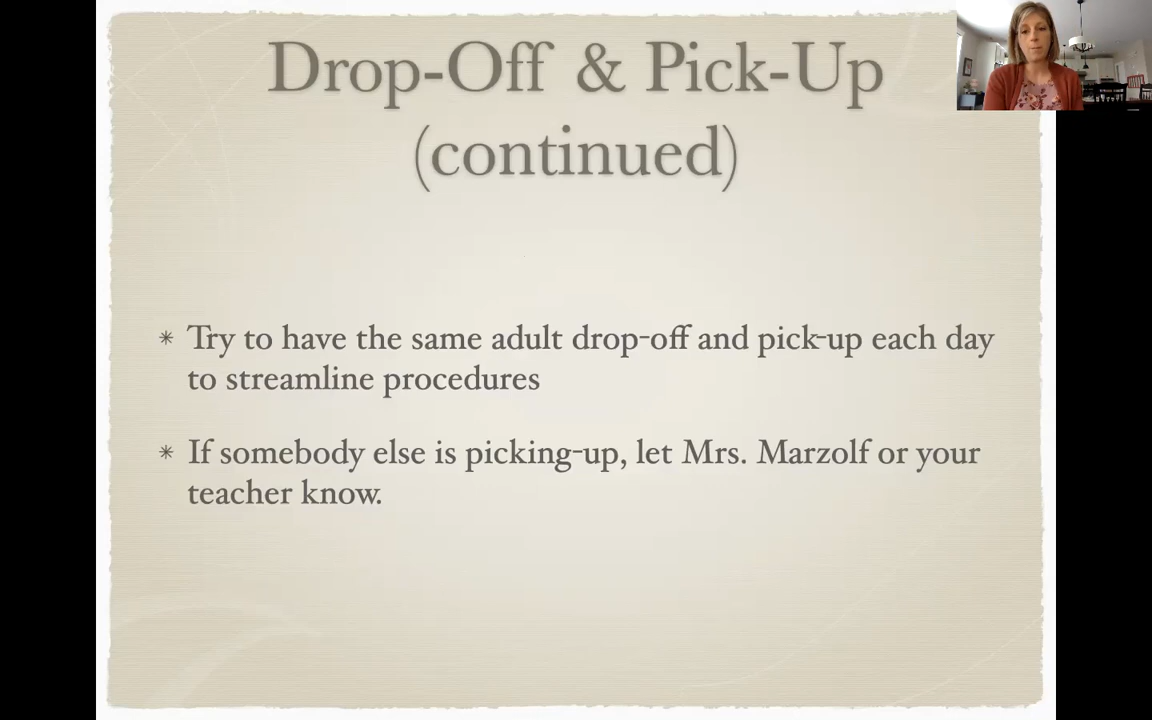 Drop-Off & Pick-Up
(continued)
* Try to have the same adult drop-off and pick-up each day
to streamline procedures
* If somebody else is picking-up, let Mrs. Marzolf or your
teacher know.